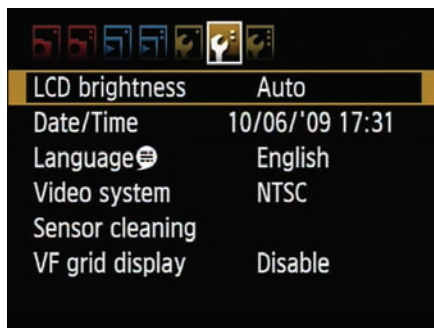 LCD brightness Auto
Date/Time 10/06/'09 17:31
Language English
Video system NTSC
Sensor cleaning
VF grid display Disable